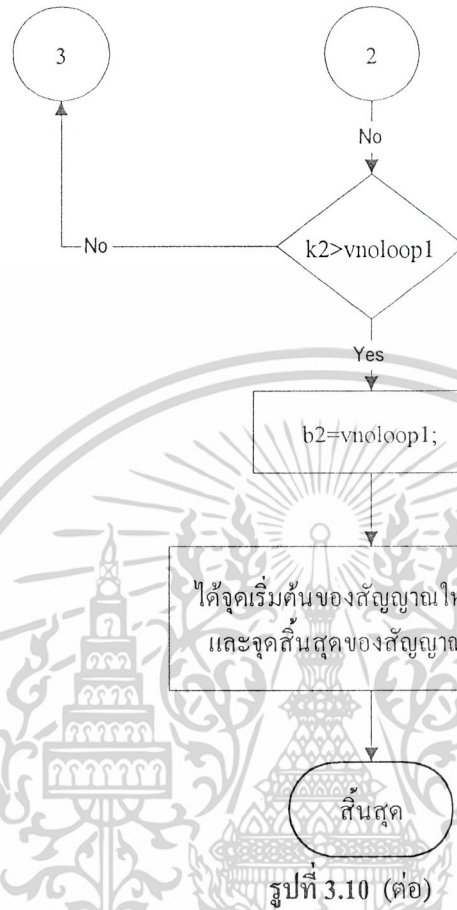 3
2
No
k2>vnoloop1
No
Yes
b2=vnoloop1;
ได้จุดเริ่มต้นของสัญญาณ
และจุดสิ้นสุดของสัญญาณ
สิ้นสุด
รูปที่ 3.10 (ต่อ)